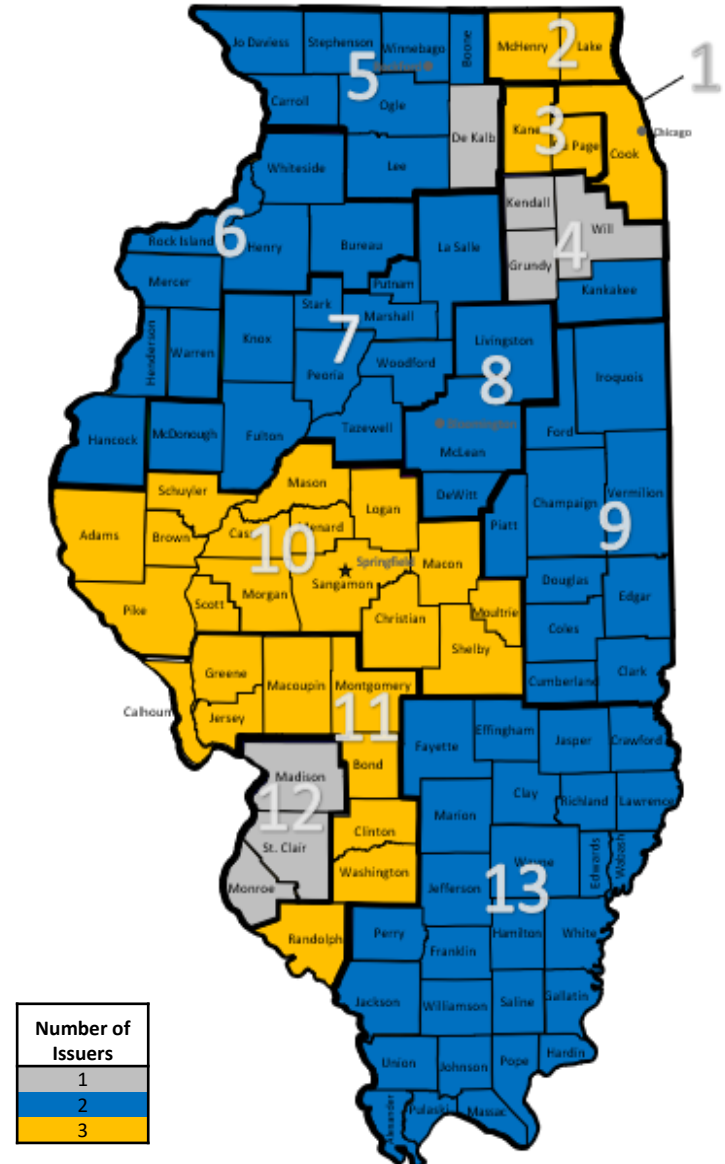 Jo Daviess
Stephenson
Winnebago
Boone
McHenry
Lake
2
1
5
Rockford
Carroll
Ogle
De Kalb
Kane
3
Du Page
Cook
Chicago
Whiteside
Lee
Kendall
Will
4
Grundy
6
Rock Island
Henry
Bureau
La Salle
Mercer
Putnam
Kankakee
Stark
Marshall
7
Henderson
Warren
Knox
Peoria
Woodford
Livingston
8
Iroquois
Hancock
McDonough
Fulton
Tazewell
Bloomington
McLean
Ford
Mason
DeWitt
Schuyler
Logan
Champaign
Vermilion
Piatt
9
Adams
Brown
Cass
Menard
10
Springfield
Macon
Sangamon
Douglas
Edgar
Pike
Scott
Morgan
Christian
Moultrie
Coles
Shelby
Greene
Macoupin
Montgomery
Cumberland
Clark
Calhoun
Jersey
11
Fayette
Effingham
Jasper
Crawford
Bond
Madison
12
Clay
Richland
Lawrence
Marion
Clinton
St. Clair
Washington
Wayne
Edwards
Wabash
Monroe
Jefferson
13
Randolph
Perry
Hamilton
White
Franklin
Jackson
Williamson
Saline
Gallatin
Union
Johnson
Pope
Hardin
Alexander
Pulaski
Massac
Number of
Issuers
1
2
3